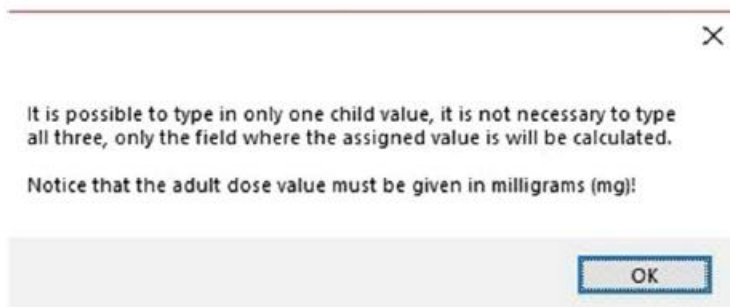 It is possible to type in only one child value, it is not necessary to type
all three, only the field where the assigned value is will be calculated.
Notice that the adult dose value must be given in milligrams (mg)!
OK